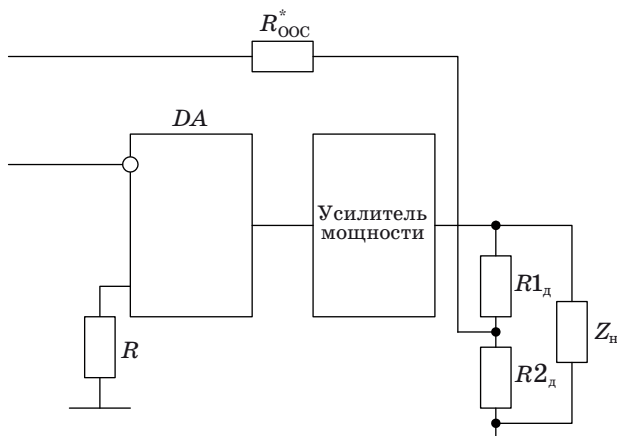 R*ООС
DA
Усилитель
мощности
R1д
Zн
R
R2д